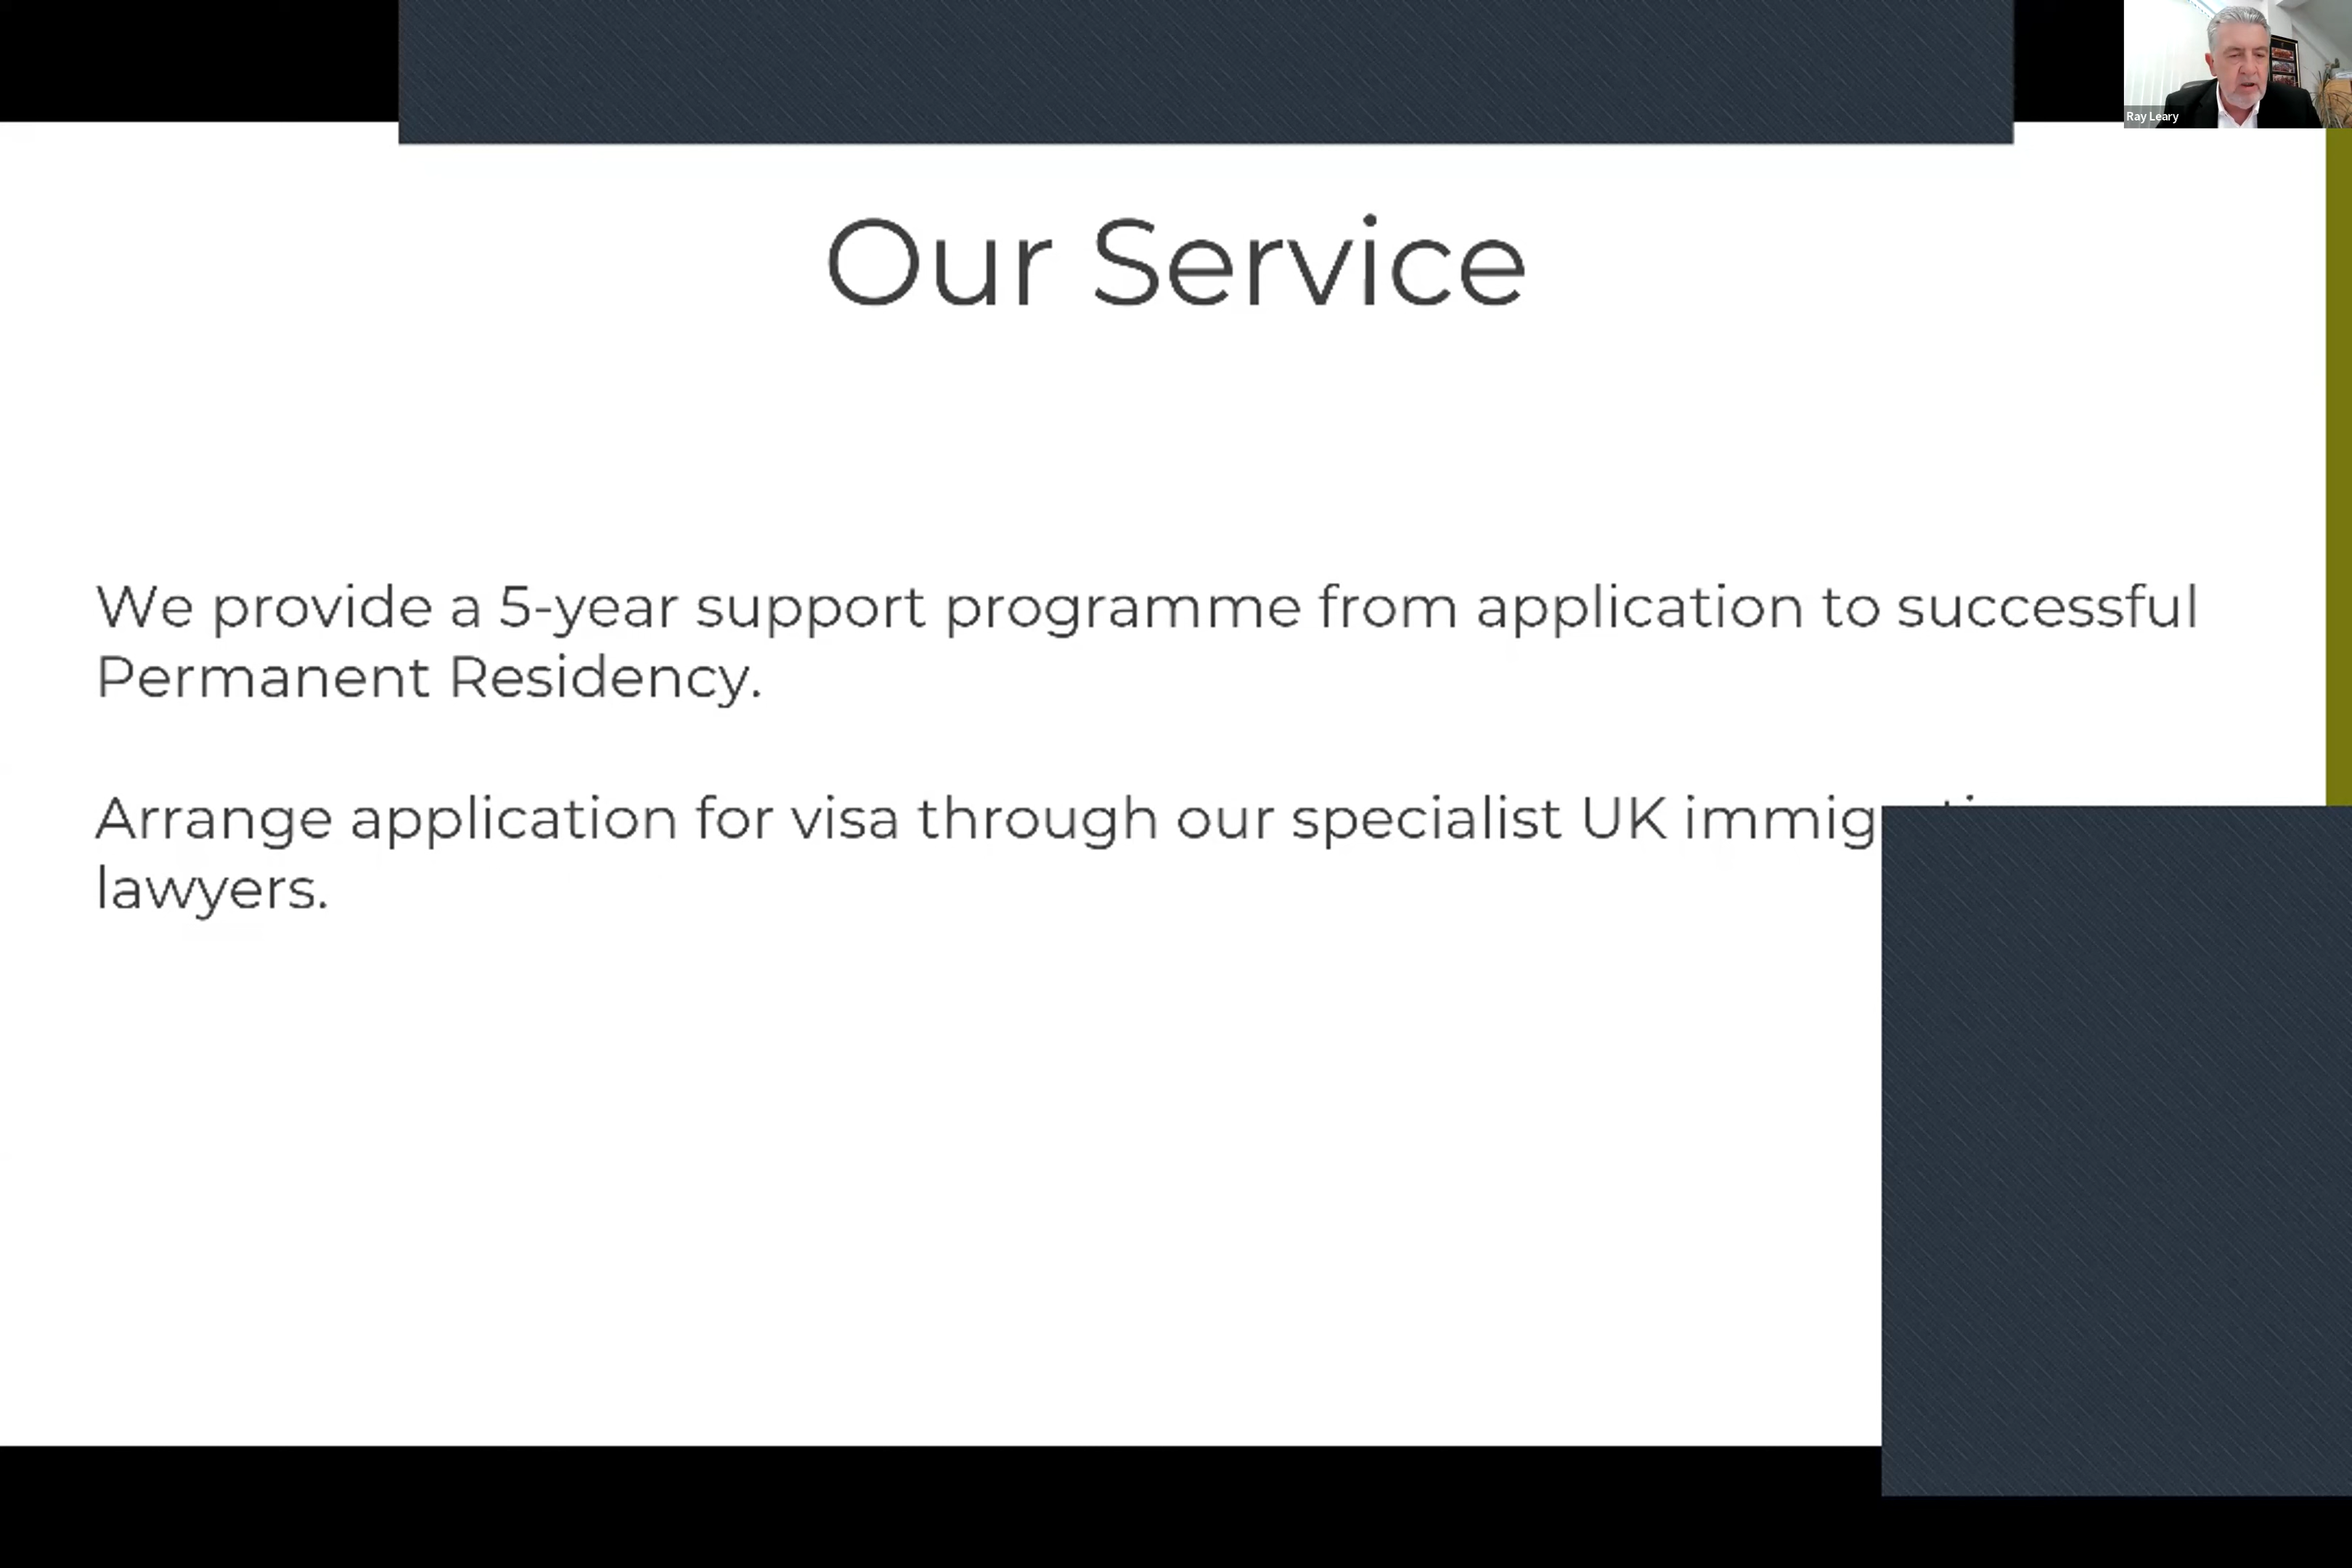 Ray Leary
Our Service
We provide a 5-year support programme from application to successful
Permanent Residency.
Arrange application for visa through our specialist UK
lawyers.